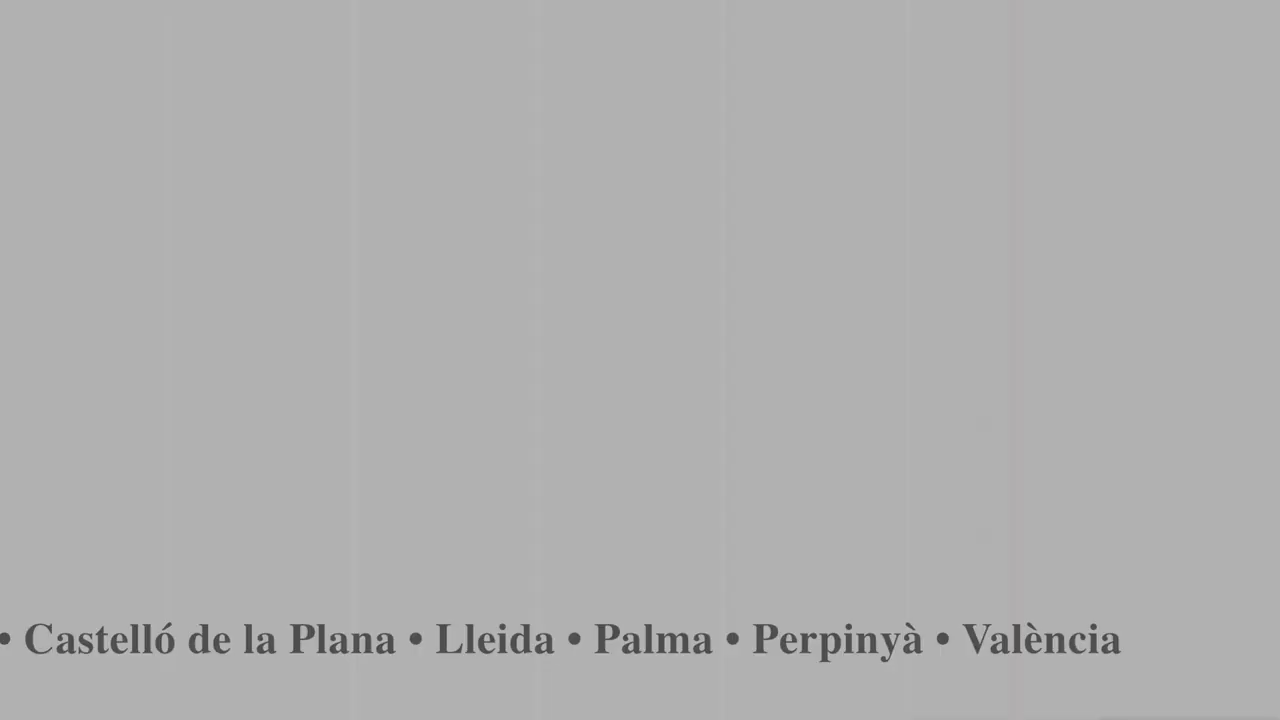 • Castelló de la Plana • Lleida • Palma • Perpinyà • València